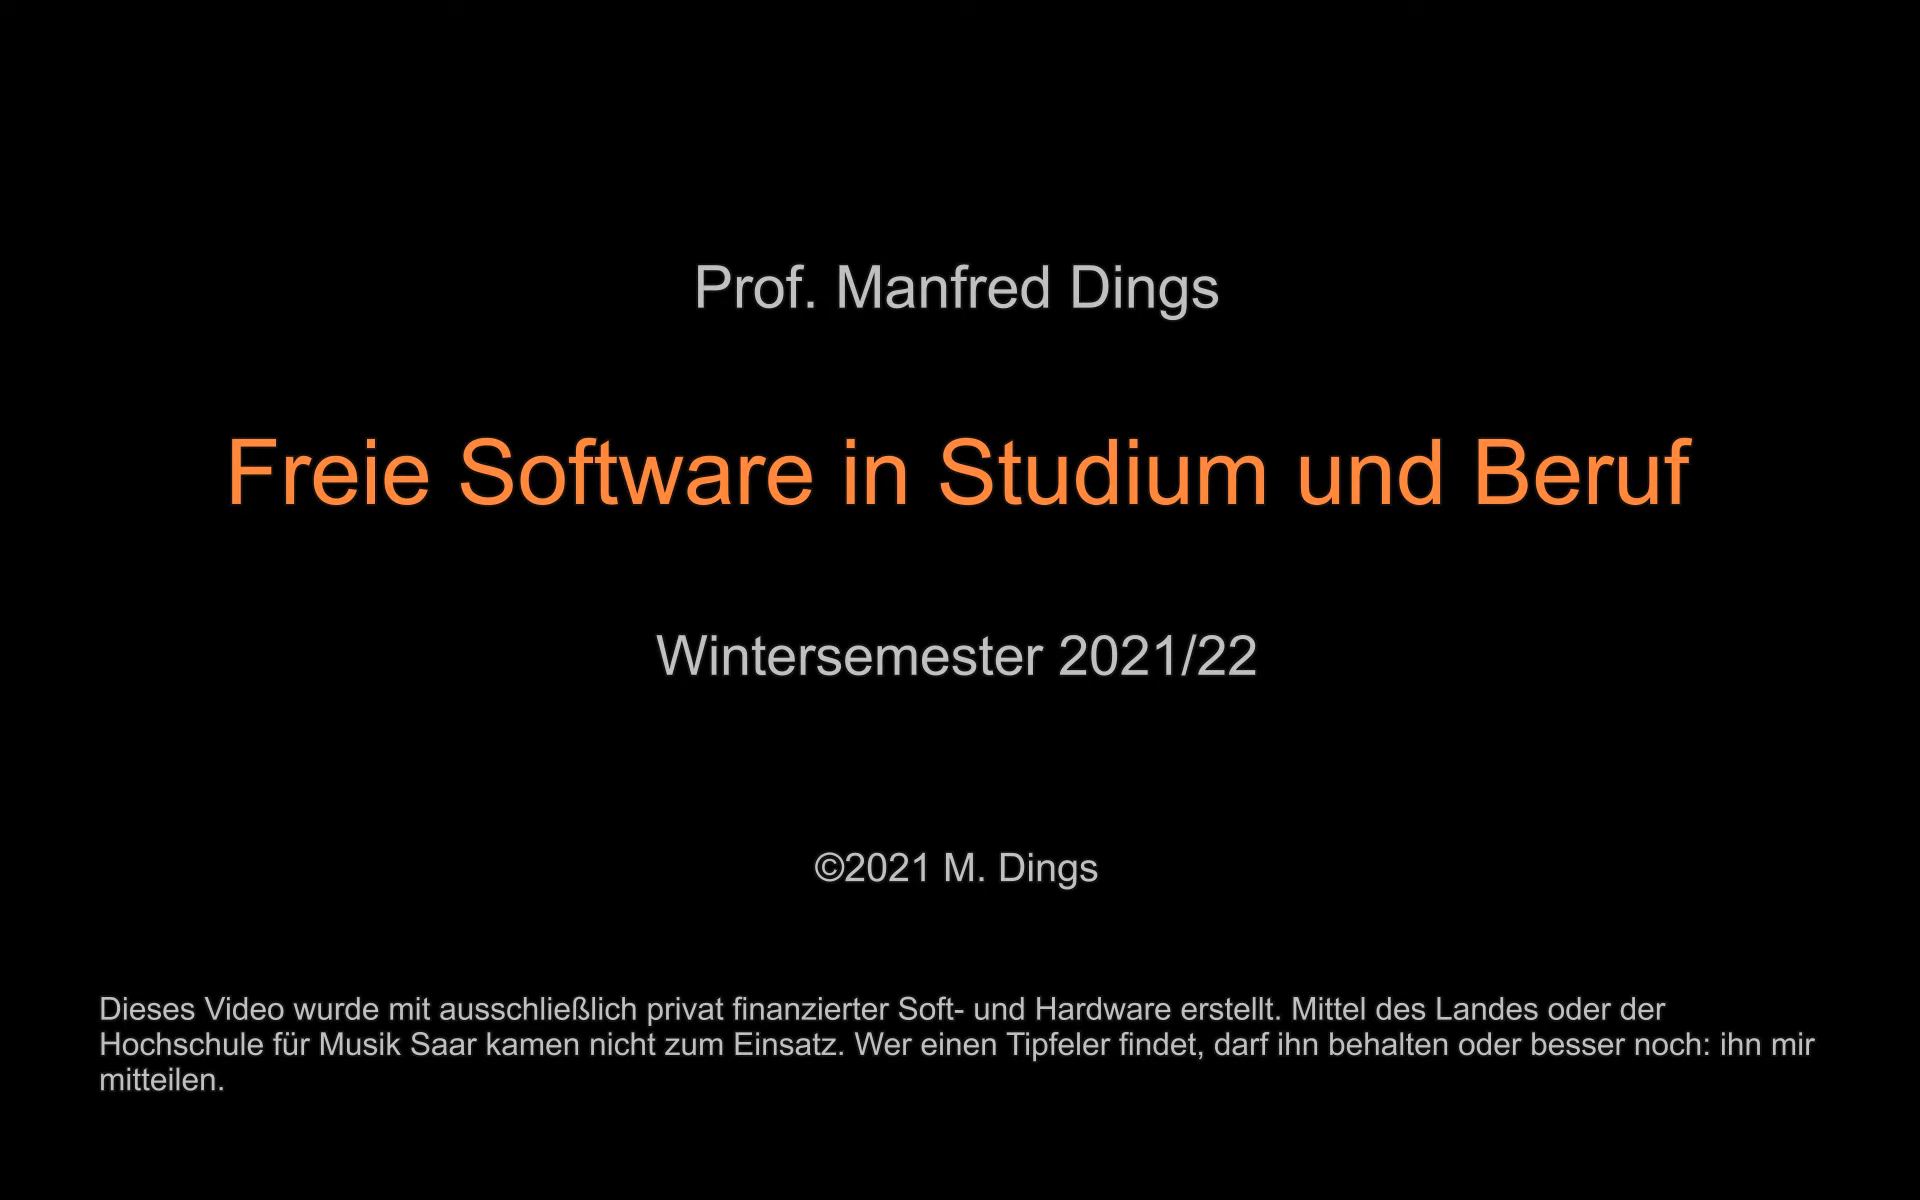 Prof. Manfred Dings
Freie Software in Studium und Beruf
Wintersemester 2021/22
©2021 M. Dings
Dieses Video wurde mit ausschließlich privat finanzierter Soft- und Hardware erstellt. Mittel des Landes oder der
Hochschule für Musik Saar kamen nicht zum Einsatz. Wer einen Tipfeler findet, darf ihn behalten oder besser noch: ihn mir
mitteilen.